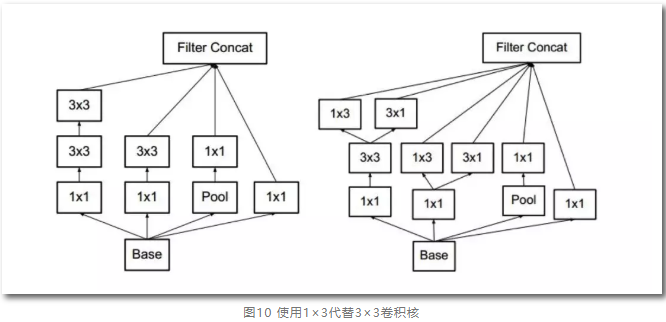 Filter Concat
3x3
3x3
3x3
1x1
1x1
1x1
Pool
1x1
Base
Filter Concat
1x3
3x1
3x3
1x3
3x1
1x1
1x1
1x1
Pool
1x1
Base
图10 使用1×3代替3×3卷积核